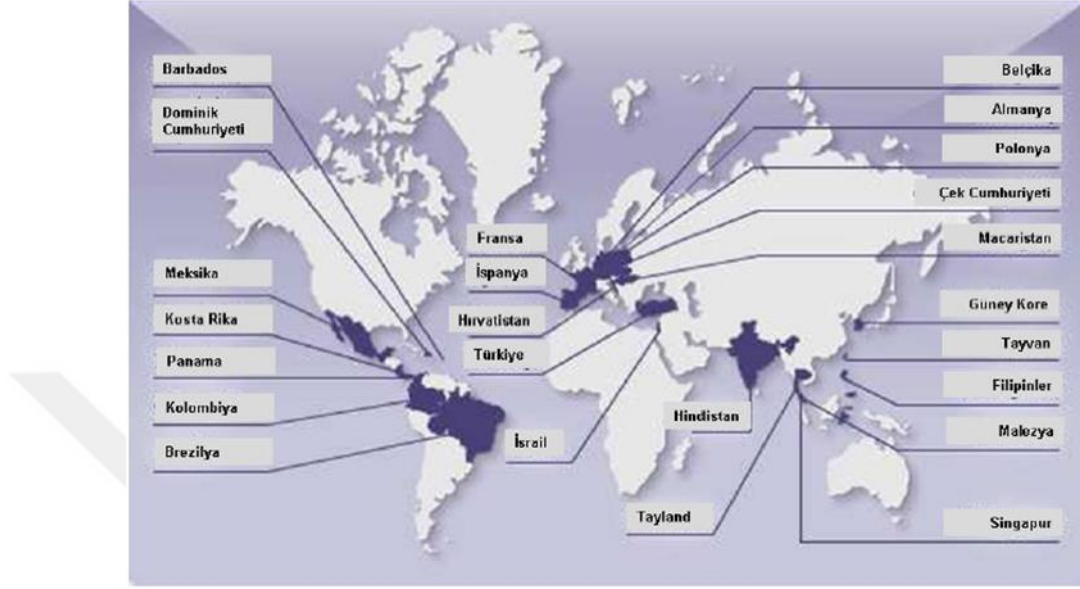 Barbados
Dominik
Cumhuriyeti
Meksika
Kosta Rika
Panama
Kolombiya
Brezilya
Fransa
İspanya
Hırvatistan
Türkiye
İsrail
Hindistan
Tayland
Belçika
Almanya
Polonya
Çek Cumhuriyeti
Macaristan
Guney Kore
Tayvan
Filipinler
Malezya
Singapur